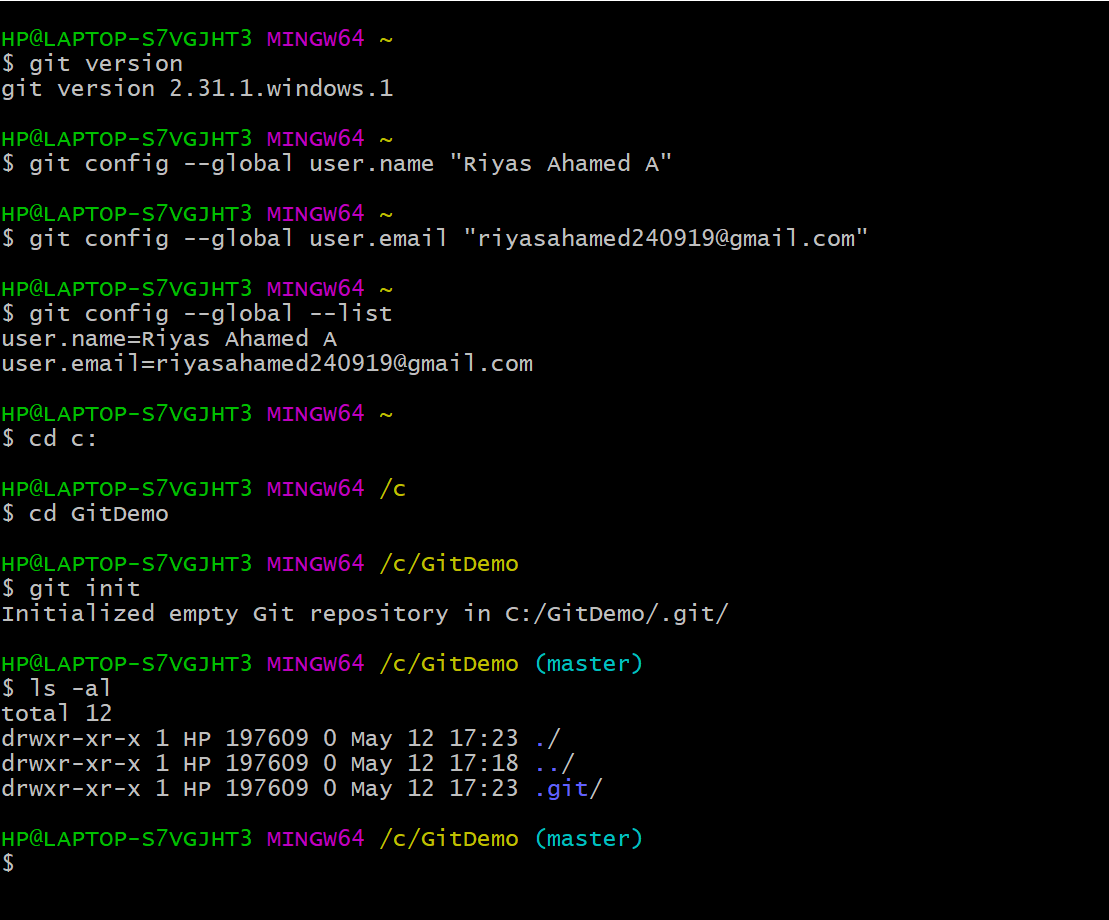 HP@LAPTOP-S7VGJHT3 MINGW64 ~
$ git version
git version 2.31.1.windows.1
HP@LAPTOP-S7VGJHT3 MINGW64 ~
$ git config --global user.name "Riyas Ahamed A"
HP@LAPTOP-S7VGJHT3 MINGW64 ~
$ git config --global user.email "riyasahamed240919@gmail.com"
HP@LAPTOP-S7VGJHT3 MINGW64 ~
$ git config --global --list
user.name=Riyas Ahamed A
user.email=riyasahamed240919@gmail.com
HP@LAPTOP-S7VGJHT3 MINGW64 ~
$ cd c:
HP@LAPTOP-S7VGJHT3 MINGW64 /c
$ cd GitDemo
HP@LAPTOP-S7VGJHT3 MINGW64 /c/GitDemo
$ git init
Initialized empty Git repository in C:/GitDemo/.git/
HP@LAPTOP-S7VGJHT3 MINGW64 /c/GitDemo (master)
$ ls -al
total 12
drwxr-xr-x 1 HP 197609 0 May 12 17:23 ./
drwxr-xr-x 1 HP 197609 0 May 12 17:18 ../
drwxr-xr-x 1 HP 197609 0 May 12 17:23 .git/
HP@LAPTOP-S7VGJHT3 MINGW64 /c/GitDemo (master)
$